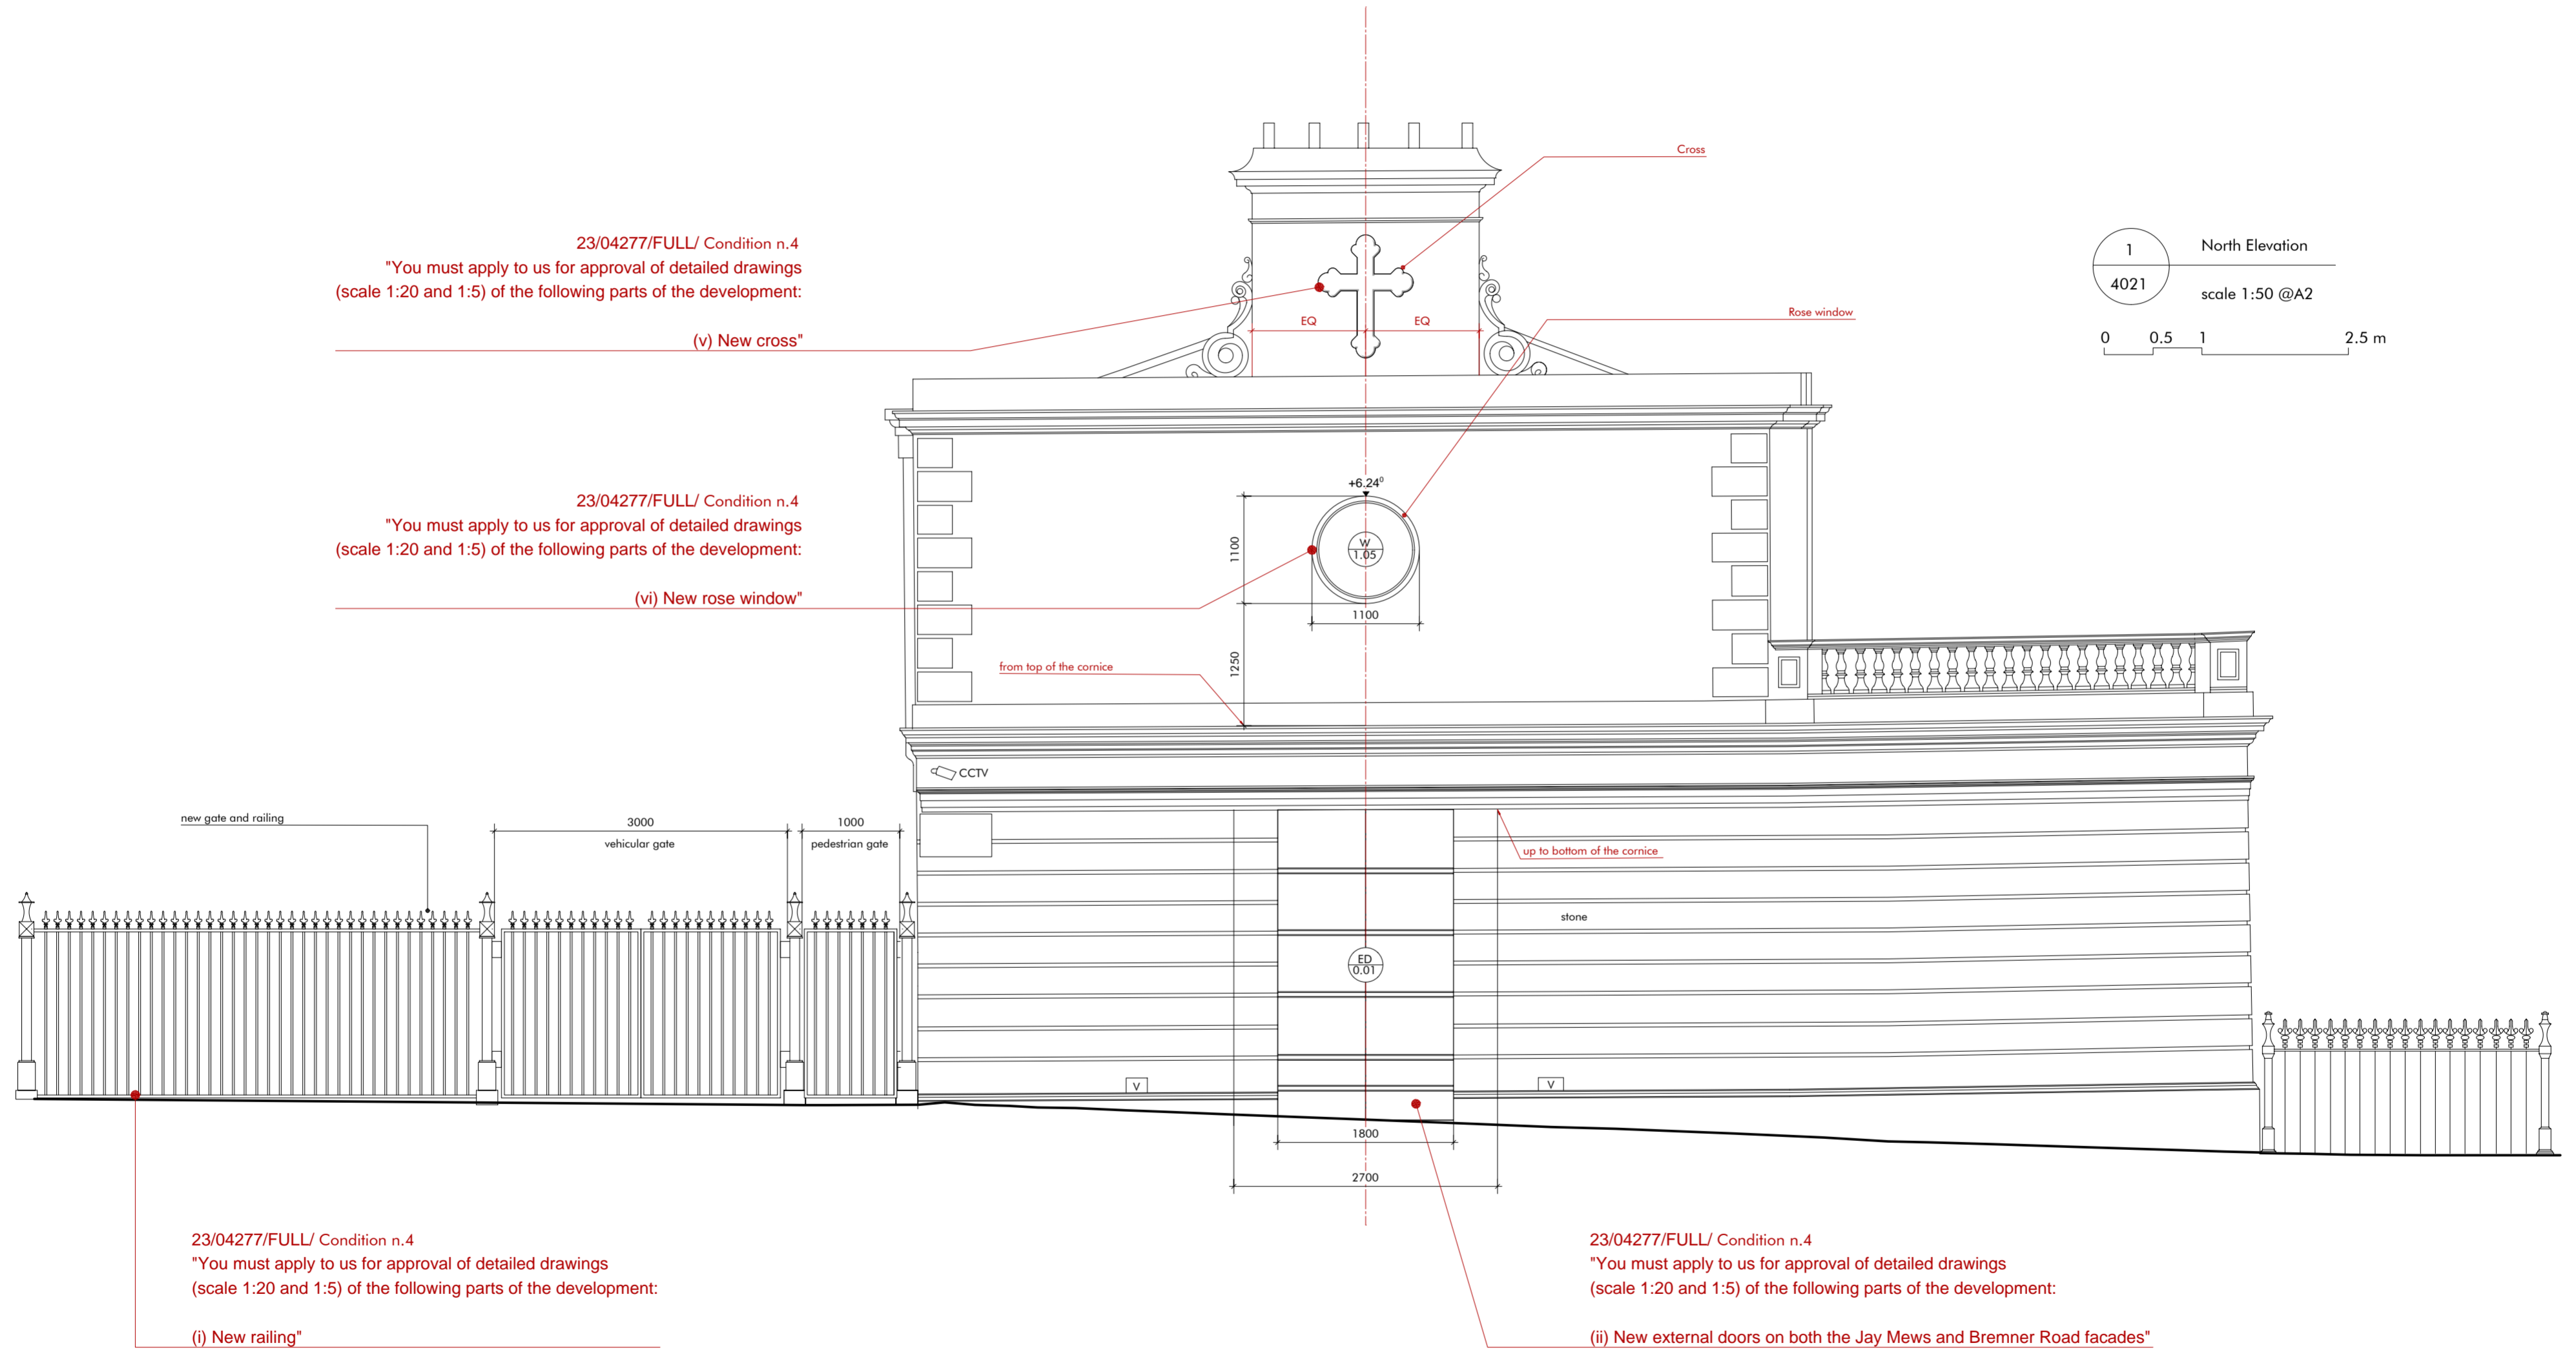 Cross
23/04277/FULL/ Condition n.4
"You must apply to us for approval of detailed drawings
(scale 1:20 and 1:5) of the following parts of the development:
(v) New cross"
1
4021
North Elevation
scale 1:50 @A2
0 0.5 1 2.5 m
EQ EQ
Rose window
23/04277/FULL/ Condition n.4
"You must apply to us for approval of detailed drawings
(scale 1:20 and 1:5) of the following parts of the development:
(vi) New rose window"
+6.24⁰
1100
W
1.05
1100
1250
from top of the cornice
CCTV
new gate and railing
3000
vehicular gate
1000
pedestrian gate
up to bottom of the cornice
stone
ED
0.01
V
V
1800
2700
23/04277/FULL/ Condition n.4
"You must apply to us for approval of detailed drawings
(scale 1:20 and 1:5) of the following parts of the development:
(i) New railing"
23/04277/FULL/ Condition n.4
"You must apply to us for approval of detailed drawings
(scale 1:20 and 1:5) of the following parts of the development:
(ii) New external doors on both the Jay Mews and Bremner Road facades"